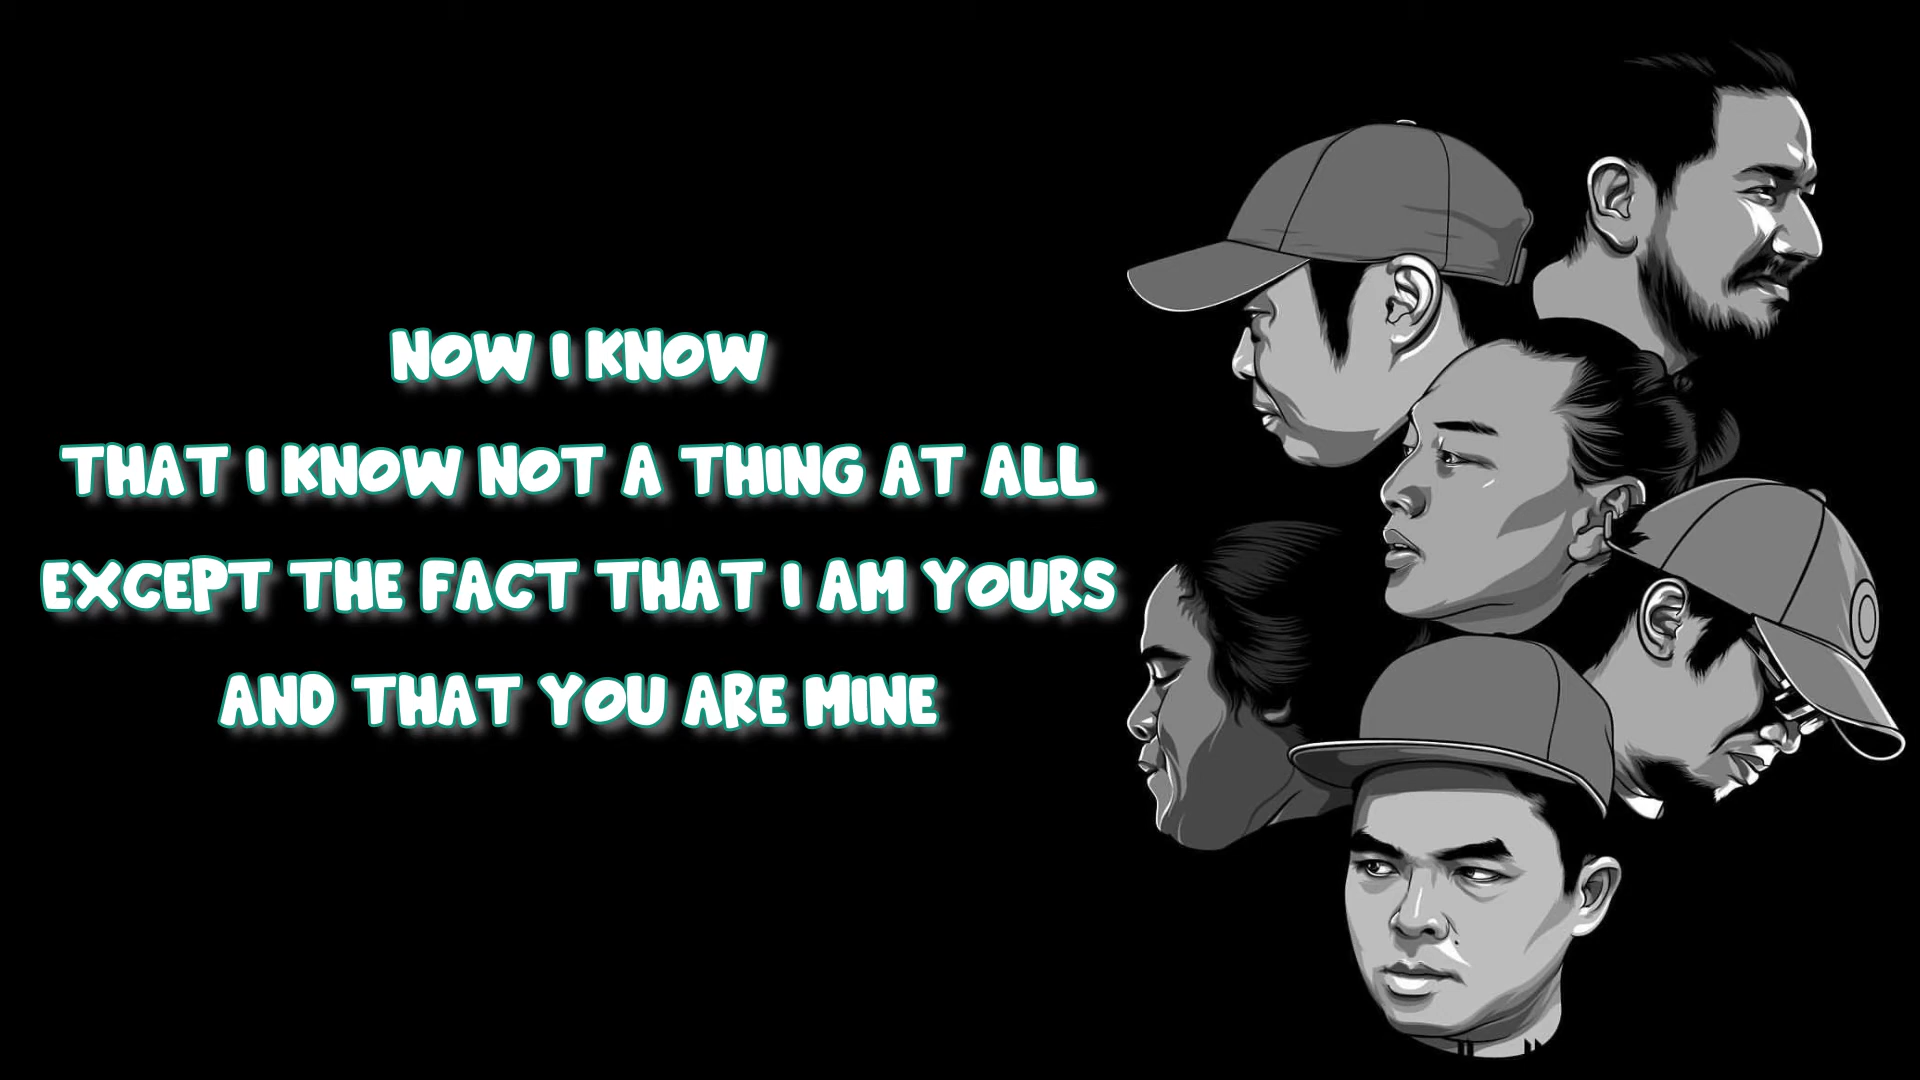 NOW I KNOW
THAT I KNOW NOT A THING AT ALL
EXCEPT THE FACT THAT I AM YOURS
AND THAT YOU ARE MINE